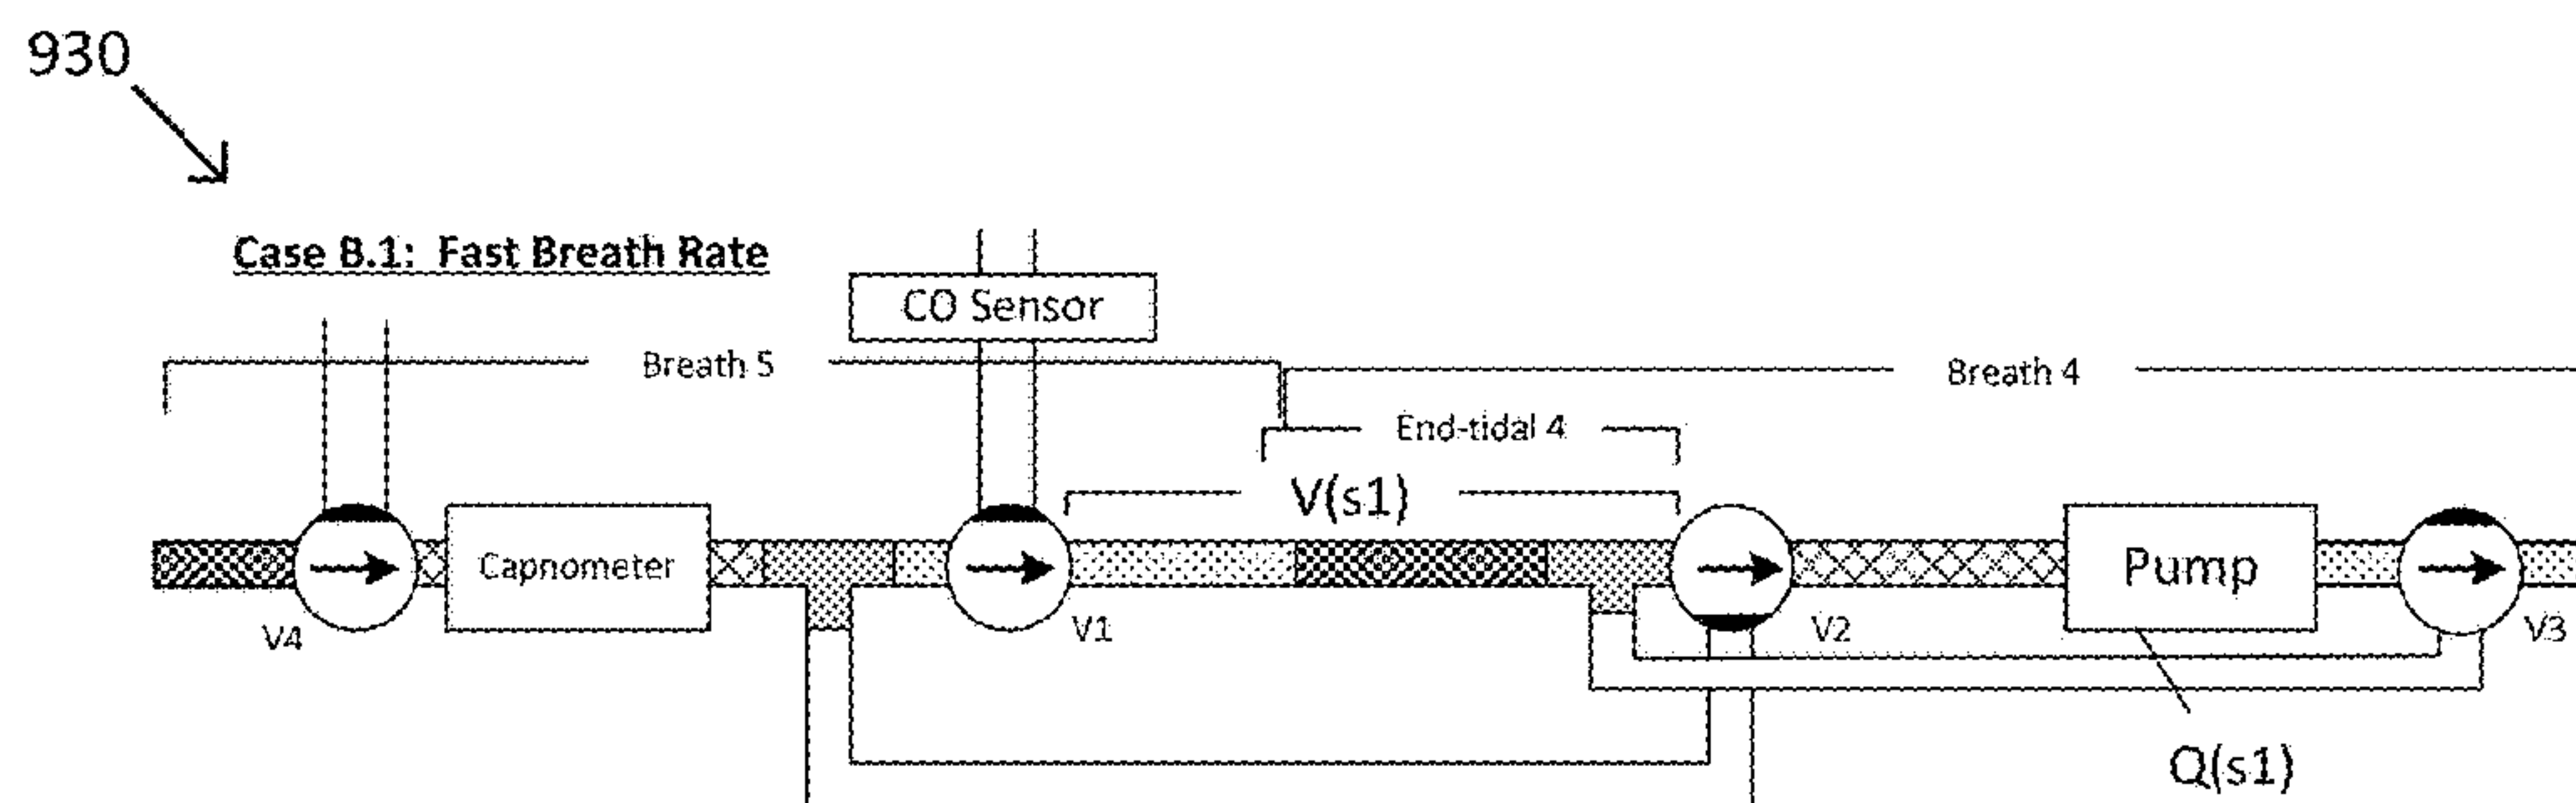 930
Case B.1: Fast Breath Rate
CO Sensor
Breath 5
Breath 4
End-tidal 4
V(s1)
Capnometer
Pump
V4
V1
V2
V3
Q(s1)